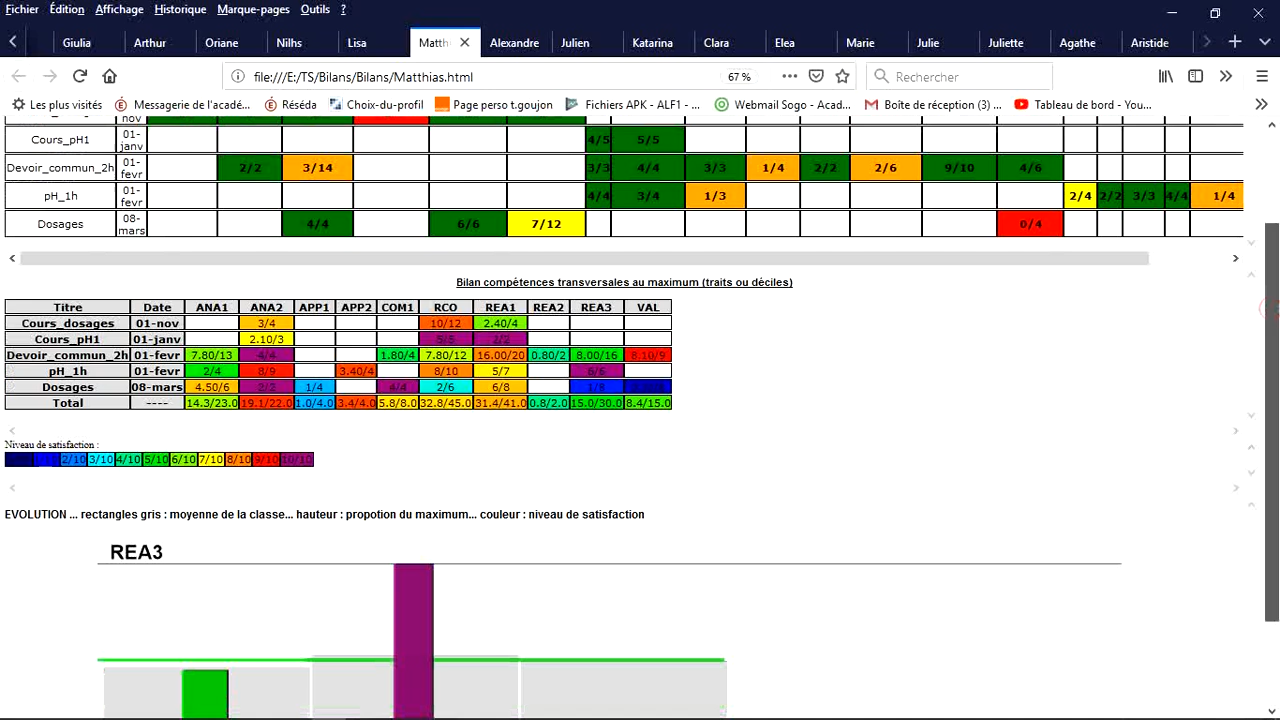 Fichier Édition Affichage Historique Marque-pages Outils ?
Giulia Arthur Oriane Nilhs Lisa Matth Alexandre Julien Katarina Clara Elea Marie Julie Juliette Agathe Aristide
file:///E:/TS/Bilans/Bilans/Matthias.html 67 % Rechercher
Les plus visités Messagerie de l'acadé... Réséda Choix-du-profil Page perso t.goujon Fichiers APK - ALF1 - ... Webmail Sogo - Acad... Boîte de réception (3) ... Tableau de bord - You...
nov
Cours_pH1 01-janv 4/5 5/5
Devoir_commun_2h 01-fevr 2/2 3/14 3/3 4/4 3/3 1/4 2/2 2/6 9/10 4/6
pH_1h 01-fevr 4/4 3/4 1/3 2/4 2/2 3/3 4/4 1/4
Dosages 08-mars 4/4 6/6 7/12 0/4
Bilan compétences transversales au maximum (traits ou déciles)
Titre Date ANA1 ANA2 APP1 APP2 COM1 RCO REA1 REA2 REA3 VAL
Cours_dosages 01-nov 3/4 10/12 2.40/4
Cours_pH1 01-janv 2.10/3 5/5 2/2
Devoir_commun_2h 01-fevr 7.80/13 4/4 1.80/4 7.80/12 16.00/20 0.80/2 8.00/16 8.10/9
pH_1h 01-fevr 2/4 8/9 3.40/4 8/10 5/7 6/6
Dosages 08-mars 4.50/6 2/2 1/4 4/4 2/6 6/8 1/8
Total ---- 14.3/23.0 19.1/22.0 1.0/4.0 3.4/4.0 5.8/8.0 32.8/45.0 31.4/41.0 0.8/2.0 15.0/30.0 8.4/15.0
Niveau de satisfaction :
2/10 3/10 4/10 5/10 6/10 7/10 8/10 9/10 10/10
EVOLUTION ... rectangles gris : moyenne de la classe... hauteur : propotion du maximum... couleur : niveau de satisfaction
REA3